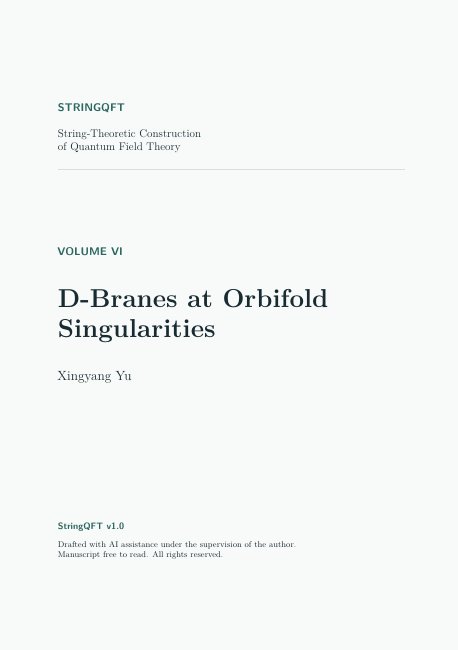 STRINGQFT
String-Theoretic Construction
of Quantum Field Theory
VOLUME VI
D-Branes at Orbifold
Singularities
Xingyang Yu
StringQFT v1.0
Drafted with AI assistance under the supervision of the author.
Manuscript free to read. All rights reserved.